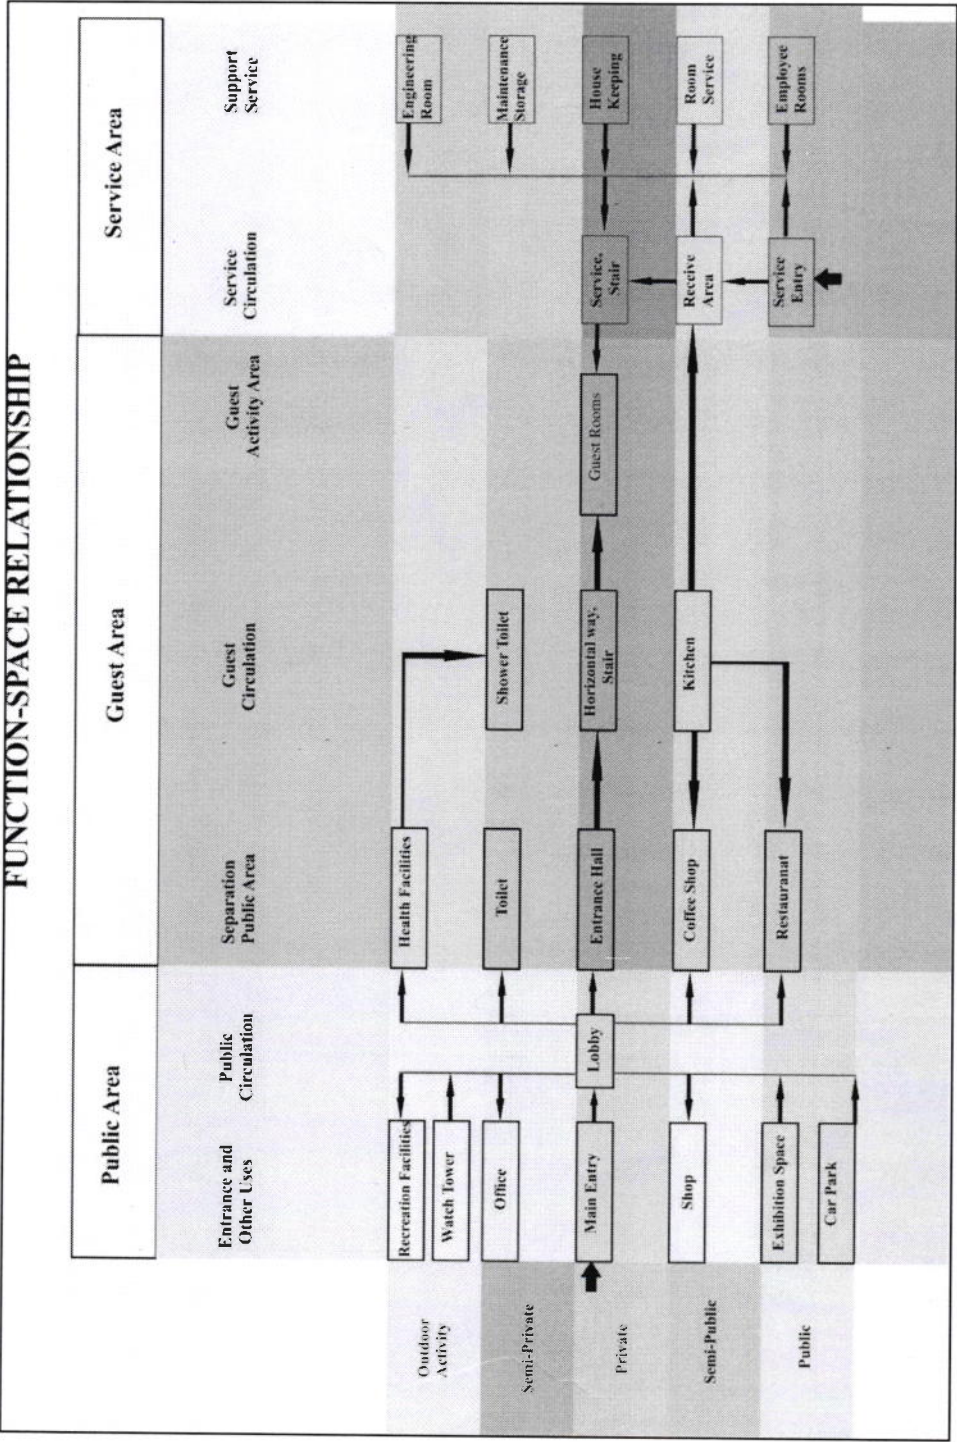 FUNCTION-SPACE RELATIONSHIP
Public Area
Guest Area
Service Area
Entrance and
Other Uses
Public
Circulation
Separation
Public Area
Guest
Circulation
Guest
Activity Area
Service
Circulation
Support
Service
Outdoor
Activity
Recreation Facilities
Watch Tower
Health Facilities
Engineering
Room
Semi-Private
Office
Toilet
Shower Toilet
Maintenance
Storage
Private
Main Entry
Lobby
Entrance Hall
Horizontal way,
Stair
Guest Rooms
Service,
Stair
House
Keeping
Semi-Public
Shop
Coffee Shop
Kitchen
Receive
Area
Room
Service
Public
Exhibition Space
Car Park
Restauranat
Service
Entry
Employee
Rooms